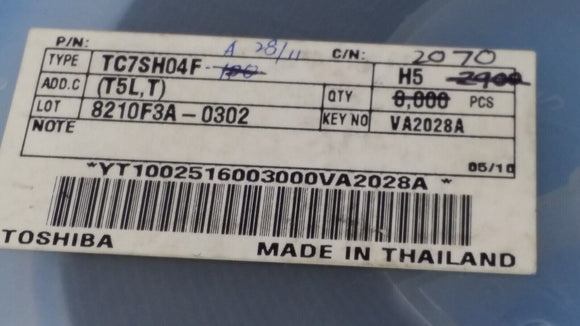 P/N: A 28/11 C/N: 2070
TYPE TC7SH04F H5 2900
ADD.C (T5L,T) QTY 8,000 PCS
LOT 8210F3A-0302 KEY NO VA2028A
NOTE
05/10
*YT1002516003000VA2028A*
TOSHIBA MADE IN THAILAND